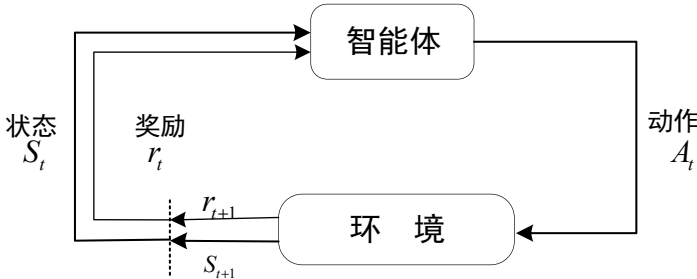 智能体
状态
S_t
奖励
r_t
动作
A_t
r_{t+1}
环 境
S_{t+1}